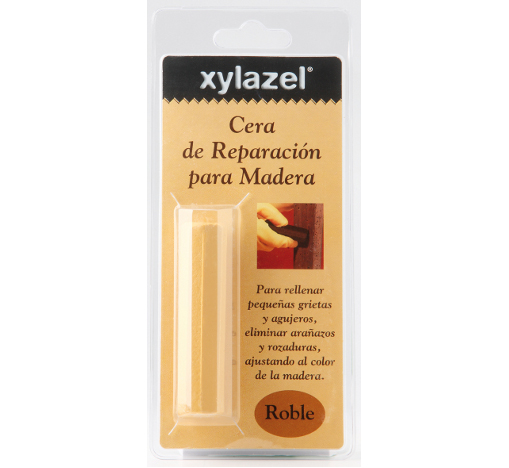 xylazel®
Cera
de Reparación
para Madera
Para rellenar
pequeñas grietas
y agujeros,
eliminar arañazos
y rozaduras,
ajustando al color
de la madera.
Roble